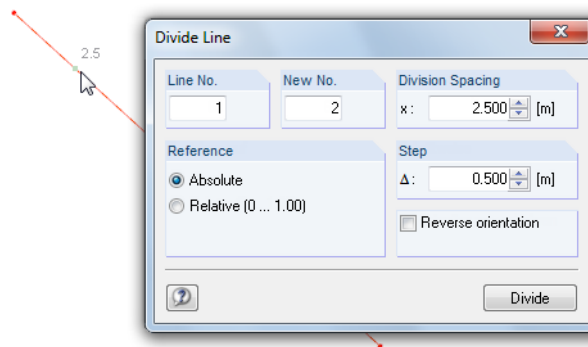 2.5
Divide Line
Line No.
1
New No.
2
Division Spacing
x: 2.500 [m]
Reference
Absolute
Relative (0 ... 1.00)
Step
Δ: 0.500 [m]
Reverse orientation
Divide